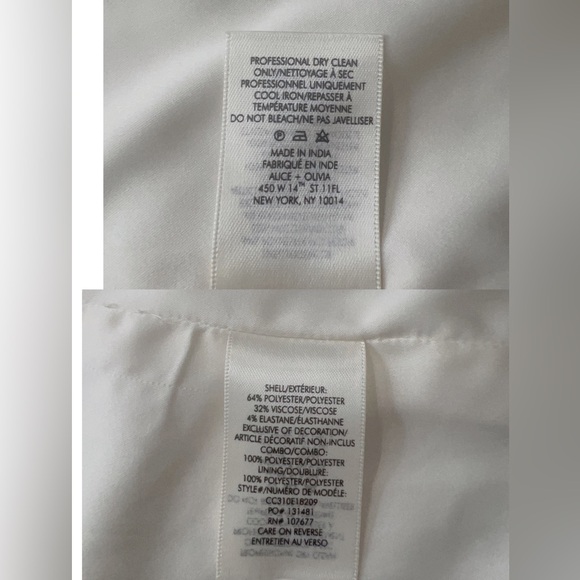 PROFESSIONAL DRY CLEAN
ONLY/NETTOYAGE À SEC
PROFESSIONNEL UNIQUEMENT
COOL IRON/REPASSER À
TEMPÉRATURE MOYENNE
DO NOT BLEACH/NE PAS JAVELLISER
MADE IN INDIA
FABRIQUÉ EN INDE
ALICE + OLIVIA
450 W 14TH ST 11FL
NEW YORK, NY 10014
SHELL/EXTÉRIEUR:
64% POLYESTER/POLYESTER
32% VISCOSE/VISCOSE
4% ELASTANE/ÉLASTHANNE
EXCLUSIVE OF DECORATION/
ARTICLE DÉCORATIF NON-INCLUS
COMBO/COMBO:
100% POLYESTER/POLYESTER
LINING/DOUBLURE:
100% POLYESTER/POLYESTER
STYLE#/NUMÉRO DE MODÈLE:
CC310E18209
PO# 131481
RN# 107677
CARE ON REVERSE
ENTRETIEN AU VERSO